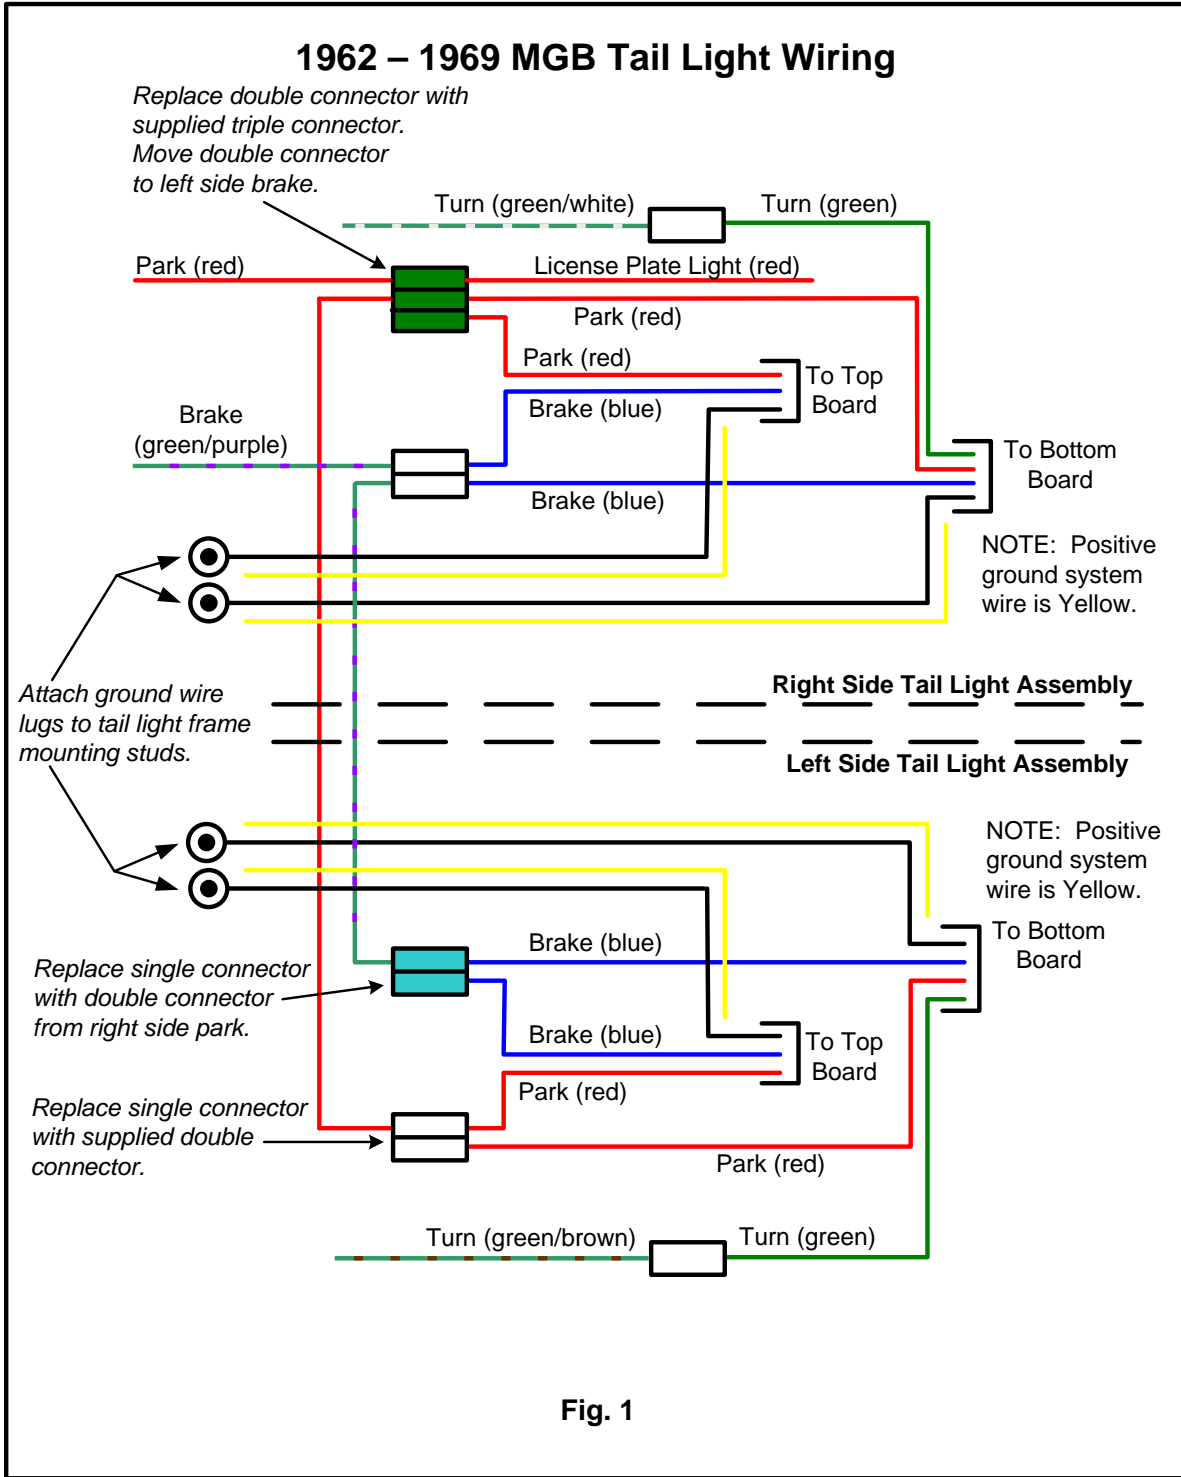 1962 – 1969 MGB Tail Light Wiring
Replace double connector with
supplied triple connector.
Move double connector
to left side brake.
Turn (green/white)
Turn (green)
Park (red)
License Plate Light (red)
Park (red)
Park (red)
To Top
Board
Brake (blue)
Brake
(green/purple)
To Bottom
Board
Brake (blue)
NOTE: Positive
ground system
wire is Yellow.
Attach ground wire
lugs to tail light frame
mounting studs.
Right Side Tail Light Assembly
Left Side Tail Light Assembly
NOTE: Positive
ground system
wire is Yellow.
To Bottom
Board
Brake (blue)
Replace single connector
with double connector
from right side park.
Brake (blue)
To Top
Board
Park (red)
Replace single connector
with supplied double
connector.
Park (red)
Turn (green/brown)
Turn (green)
Fig. 1